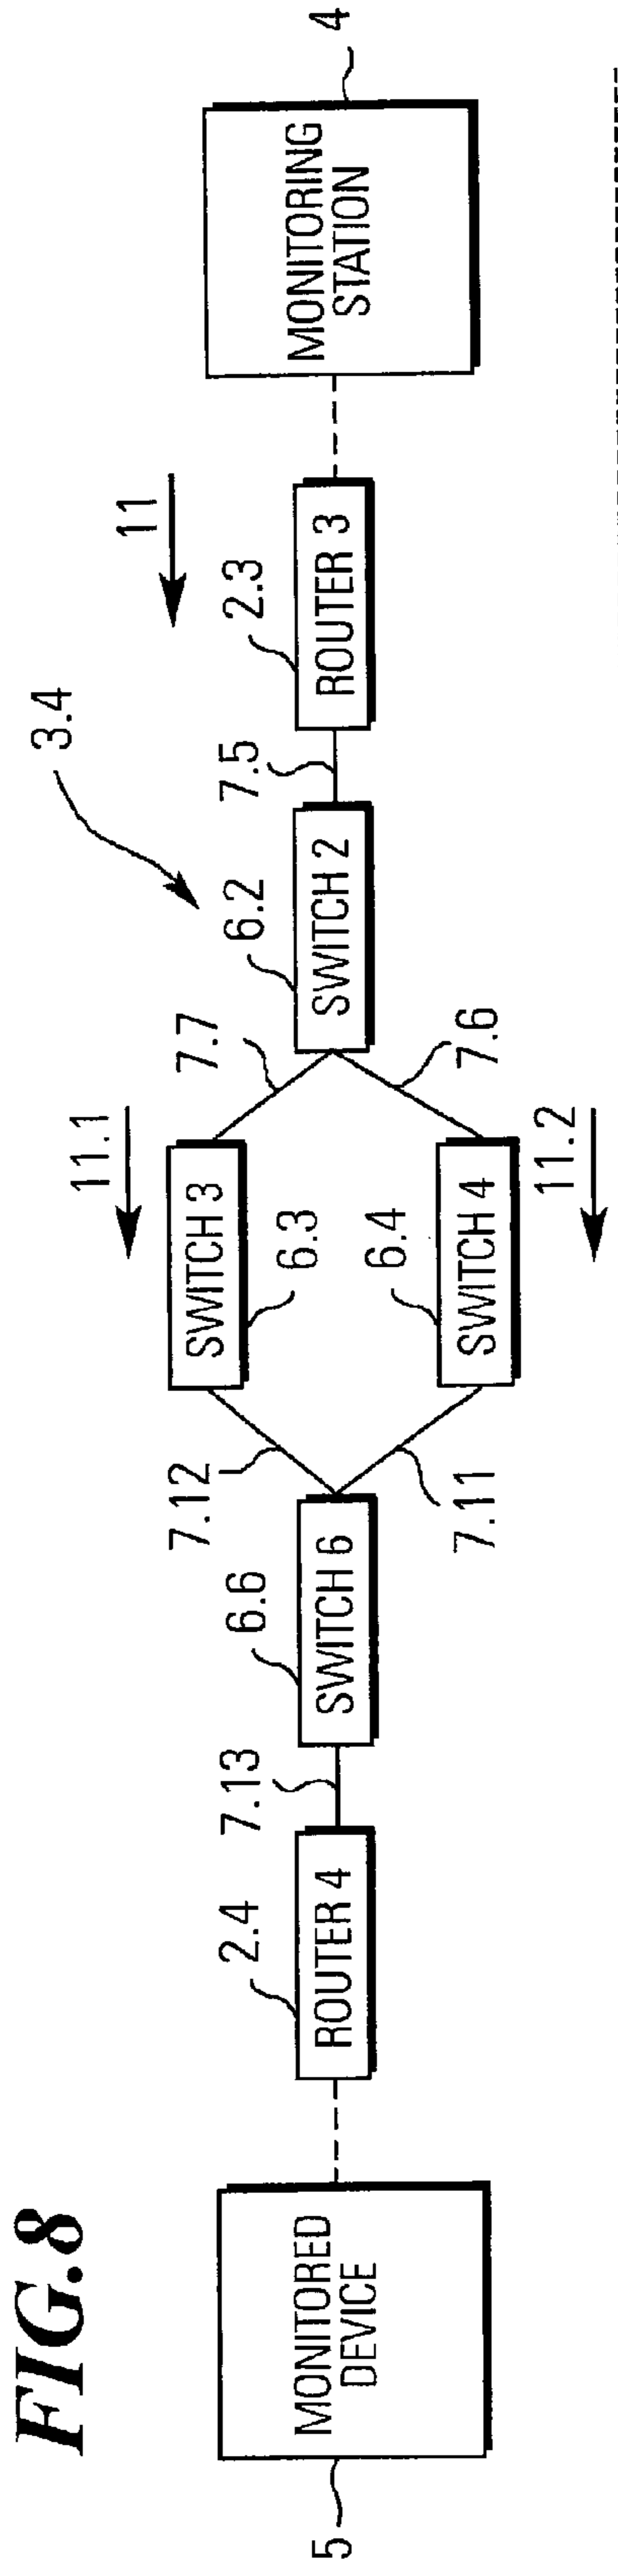 FIG.8
5
MONITORED
DEVICE
2.4
ROUTER 4
7.13
6.6
SWITCH 6
7.12
7.11
11.1
SWITCH 3
6.3
6.4
SWITCH 4
11.2
7.7
7.6
3.4
6.2
SWITCH 2
7.5
2.3
ROUTER 3
11
MONITORING
STATION
4